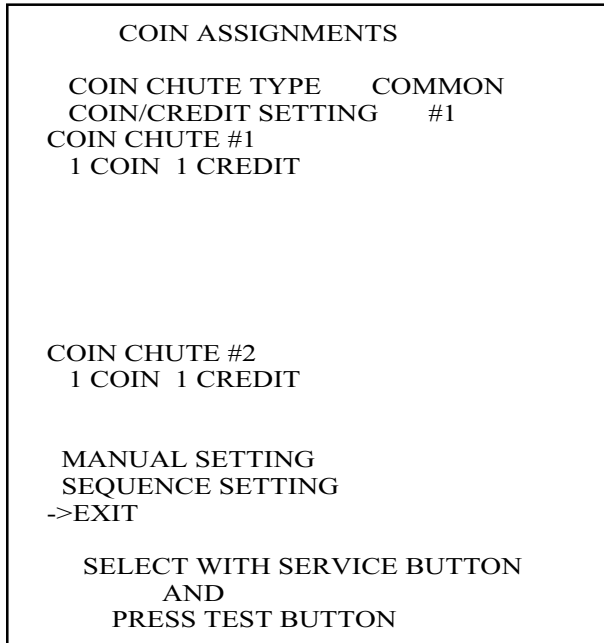 COIN ASSIGNMENTS
COIN CHUTE TYPE COMMON
COIN/CREDIT SETTING #1
COIN CHUTE #1
1 COIN 1 CREDIT
COIN CHUTE #2
1 COIN 1 CREDIT
MANUAL SETTING
SEQUENCE SETTING
->EXIT
SELECT WITH SERVICE BUTTON
AND
PRESS TEST BUTTON